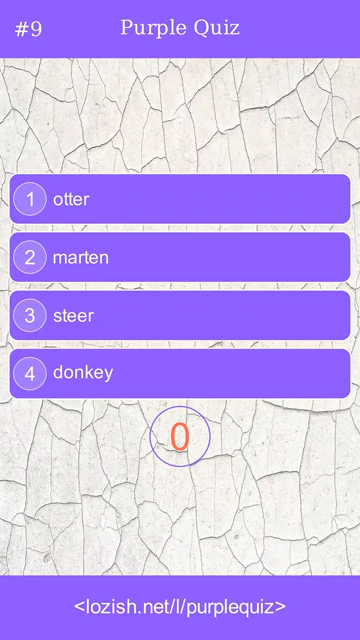 #9
Purple Quiz
1 otter
2 marten
3 steer
4 donkey
0
<lozish.net/l/purplequiz>